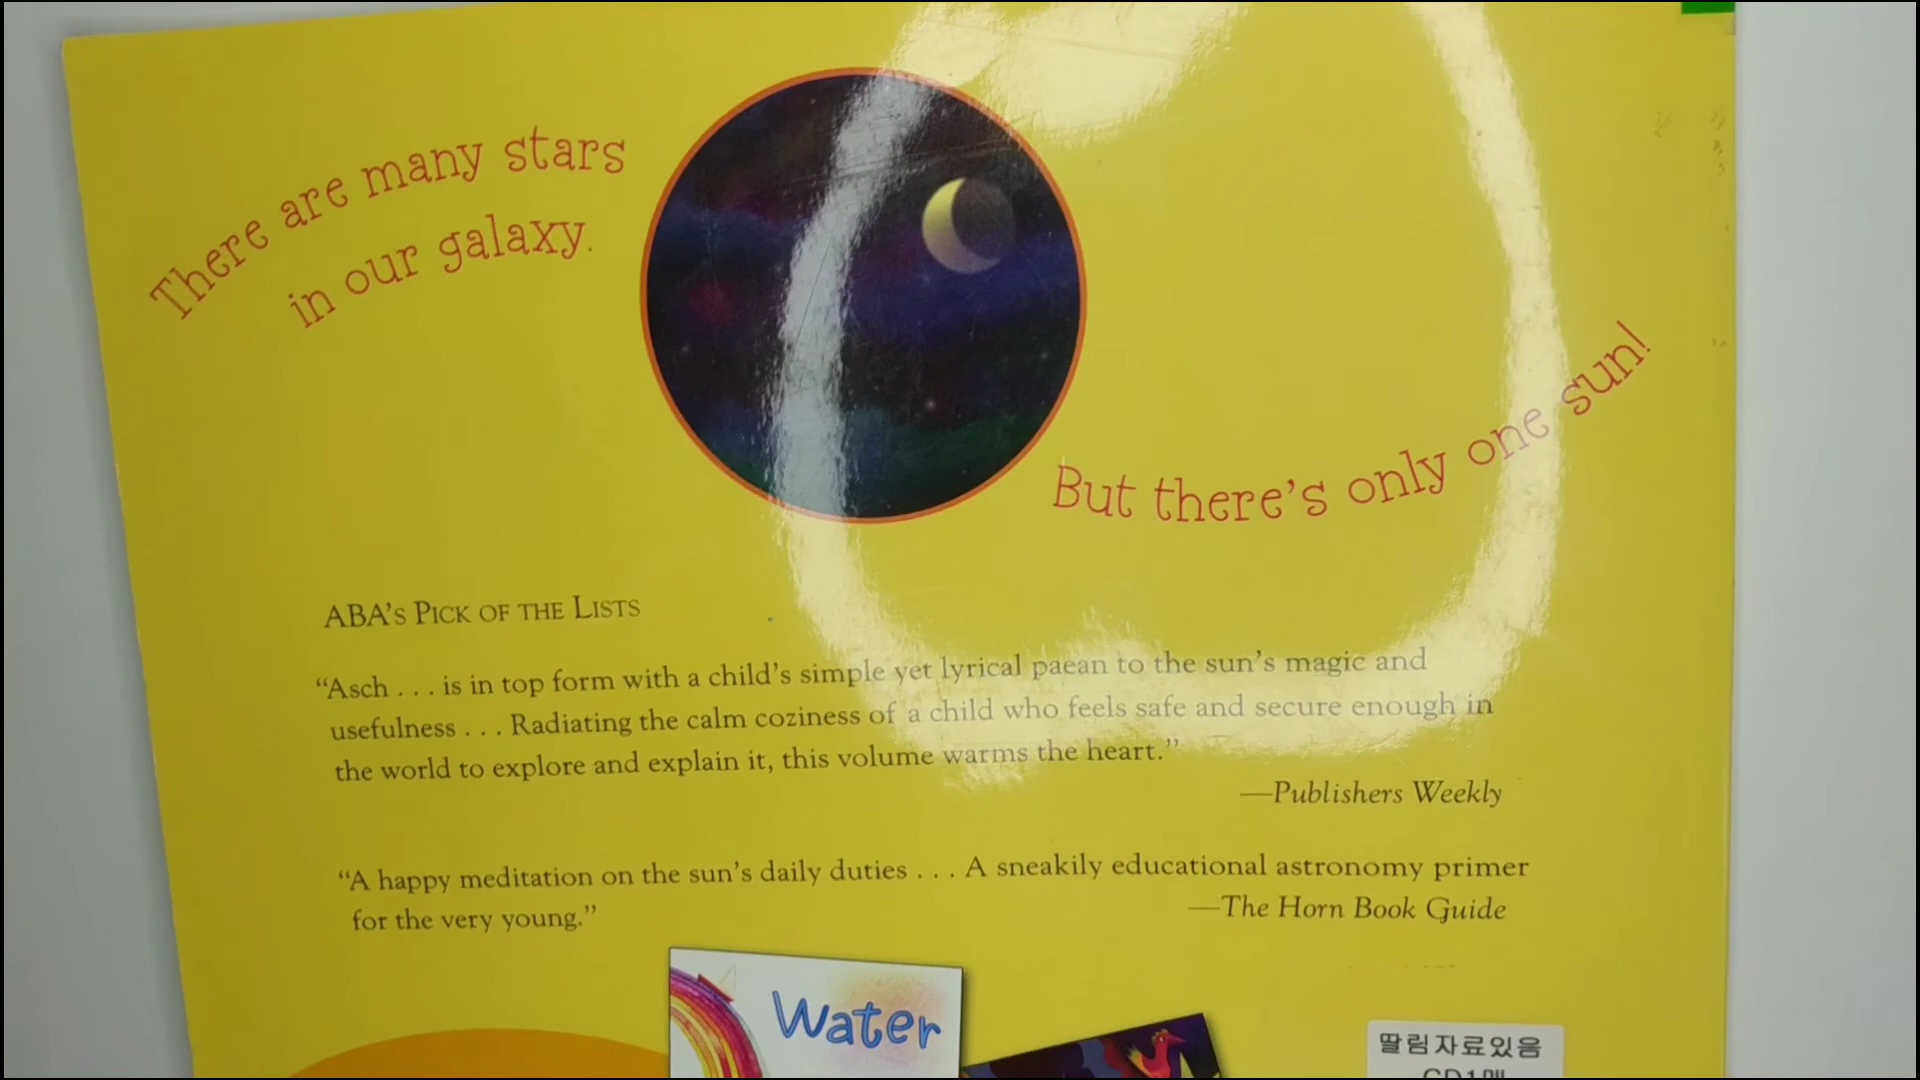 There are many stars
in our galaxy.
But there's only one sun!
ABA'S PICK OF THE LISTS
“Asch . . . is in top form with a child's simple yet lyrical paean to the sun's magic and
usefulness . . . Radiating the calm coziness of a child who feels safe and secure enough in
the world to explore and explain it, this volume warms the heart.”
—Publishers Weekly
“A happy meditation on the sun's daily duties . . . A sneakily educational astronomy primer
for the very young.”
—The Horn Book Guide
Water
딸림자료있음
CD1매